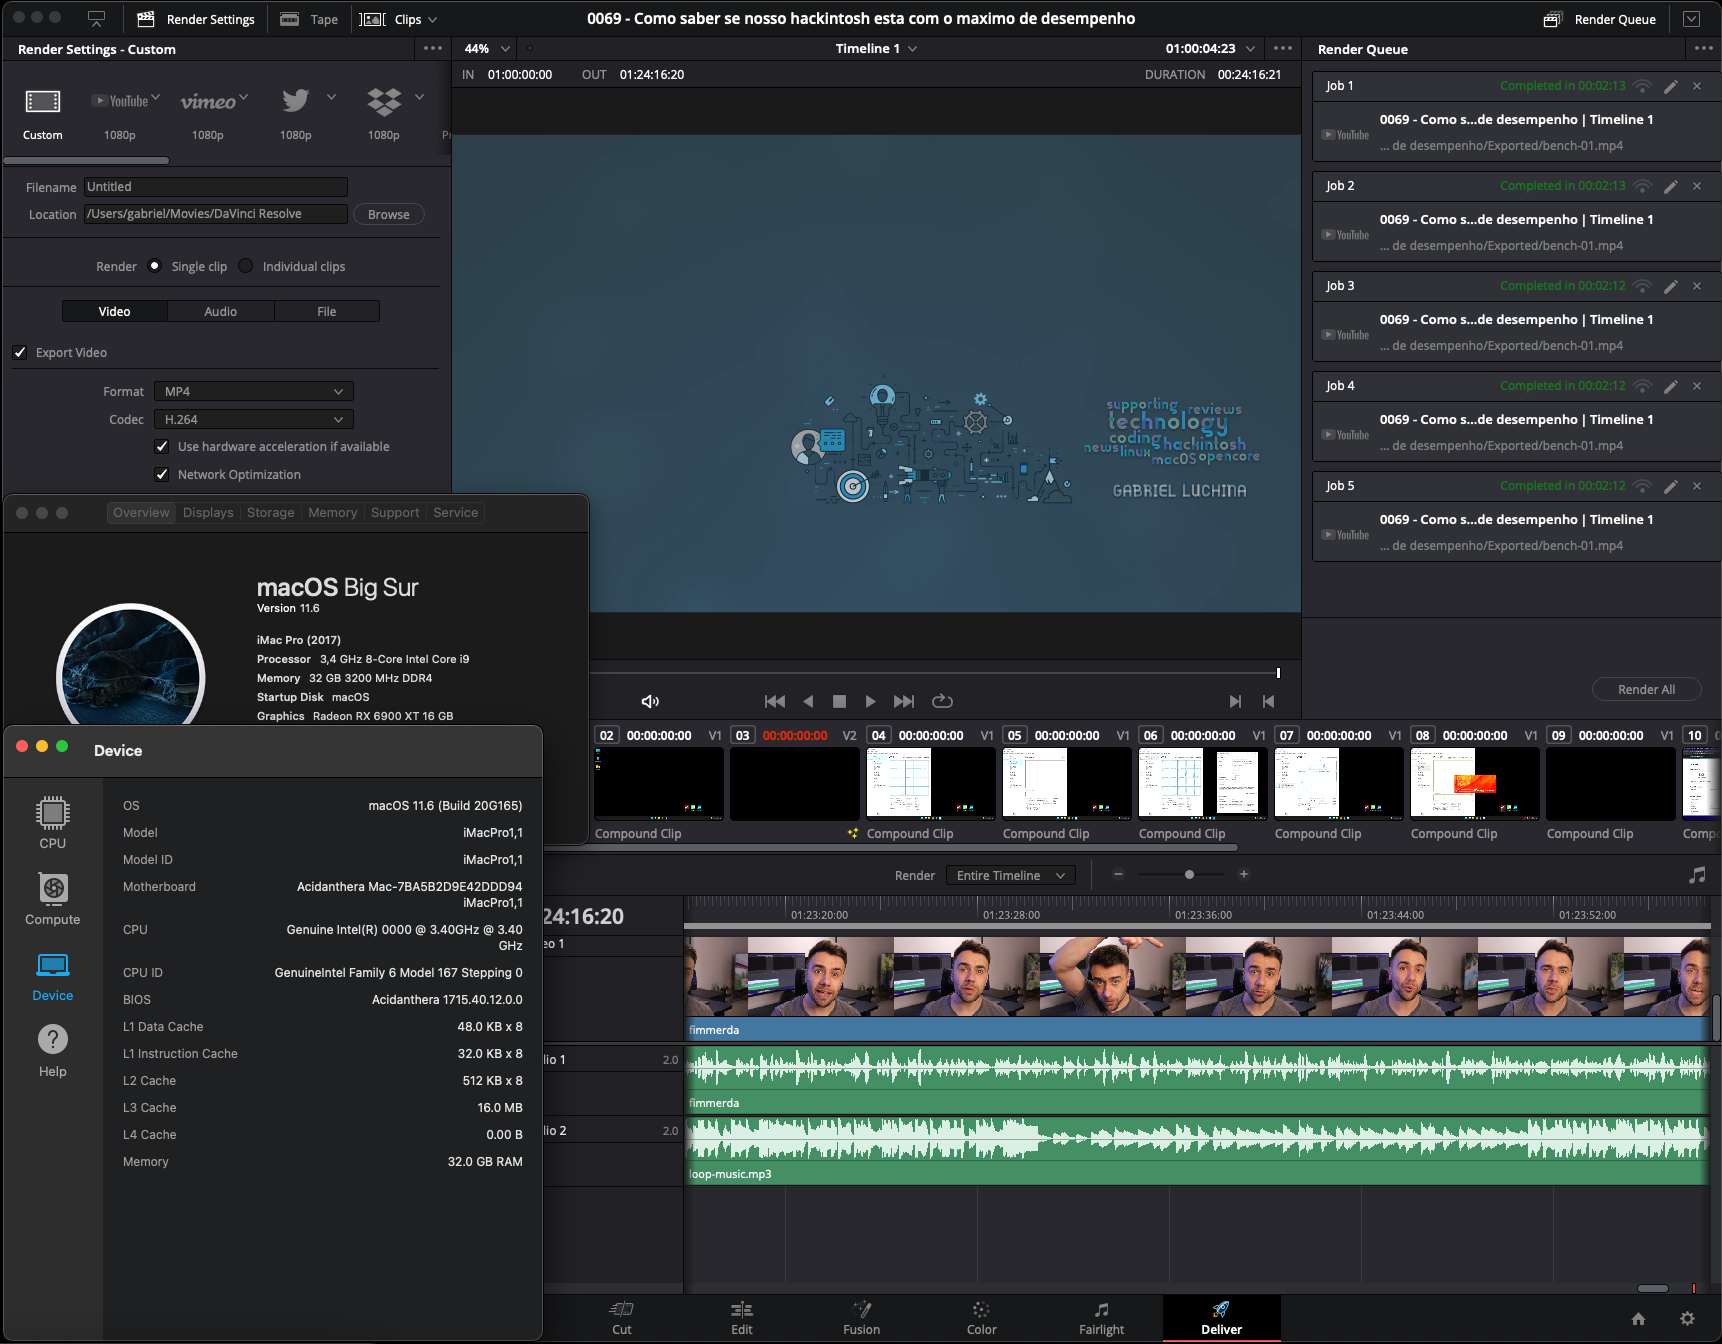 Render Settings
Tape
Clips
0069 - Como saber se nosso hackintosh esta com o maximo de desempenho
Render Queue
Render Settings - Custom
44%
Timeline 1
01:00:04:23
Render Queue
IN 01:00:00:00 OUT 01:24:16:20
DURATION 00:24:16:21
YouTube
vimeo
Custom
1080p
1080p
1080p
1080p
Filename Untitled
Location /Users/gabriel/Movies/DaVinci Resolve Browse
Render Single clip Individual clips
Video Audio File
Export Video
Format MP4
Codec H.264
Use hardware acceleration if available
Network Optimization
supporting reviews
technology
coding hackintosh
news linux macOS opencore
GABRIEL LUCHINA
Job 1 Completed in 00:02:13
0069 - Como s...de desempenho | Timeline 1
YouTube
... de desempenho/Exported/bench-01.mp4
Job 2 Completed in 00:02:13
0069 - Como s...de desempenho | Timeline 1
YouTube
... de desempenho/Exported/bench-01.mp4
Job 3 Completed in 00:02:12
0069 - Como s...de desempenho | Timeline 1
YouTube
... de desempenho/Exported/bench-01.mp4
Job 4 Completed in 00:02:12
0069 - Como s...de desempenho | Timeline 1
YouTube
... de desempenho/Exported/bench-01.mp4
Job 5 Completed in 00:02:12
0069 - Como s...de desempenho | Timeline 1
YouTube
... de desempenho/Exported/bench-01.mp4
Render All
Overview Displays Storage Memory Support Service
macOS Big Sur
Version 11.6
iMac Pro (2017)
Processor 3,4 GHz 8-Core Intel Core i9
Memory 32 GB 3200 MHz DDR4
Startup Disk macOS
Graphics Radeon RX 6900 XT 16 GB
Device
CPU
Compute
Device
Help
OS macOS 11.6 (Build 20G165)
Model iMacPro1,1
Model ID iMacPro1,1
Motherboard Acidanthera Mac-7BA5B2D9E42DDD94
iMacPro1,1
CPU Genuine Intel(R) 0000 @ 3.40GHz @ 3.40
GHz
CPU ID GenuineIntel Family 6 Model 167 Stepping 0
BIOS Acidanthera 1715.40.12.0.0
L1 Data Cache 48.0 KB x 8
L1 Instruction Cache 32.0 KB x 8
L2 Cache 512 KB x 8
L3 Cache 16.0 MB
L4 Cache 0.00 B
Memory 32.0 GB RAM
02 00:00:00:00 V1
03 00:00:00:00 V2
04 00:00:00:00 V1
05 00:00:00:00 V1
06 00:00:00:00 V1
07 00:00:00:00 V1
08 00:00:00:00 V1
09 00:00:00:00 V1
10
Compound Clip
Compound Clip
Compound Clip
Compound Clip
Compound Clip
Compound Clip
Compound Clip
Compo
Render Entire Timeline
24:16:20
01:23:20:00 01:23:28:00 01:23:36:00 01:23:44:00 01:23:52:00
eo 1
fimmerda
lio 1 2.0
fimmerda
lio 2 2.0
loop-music.mp3
Cut Edit Fusion Color Fairlight Deliver